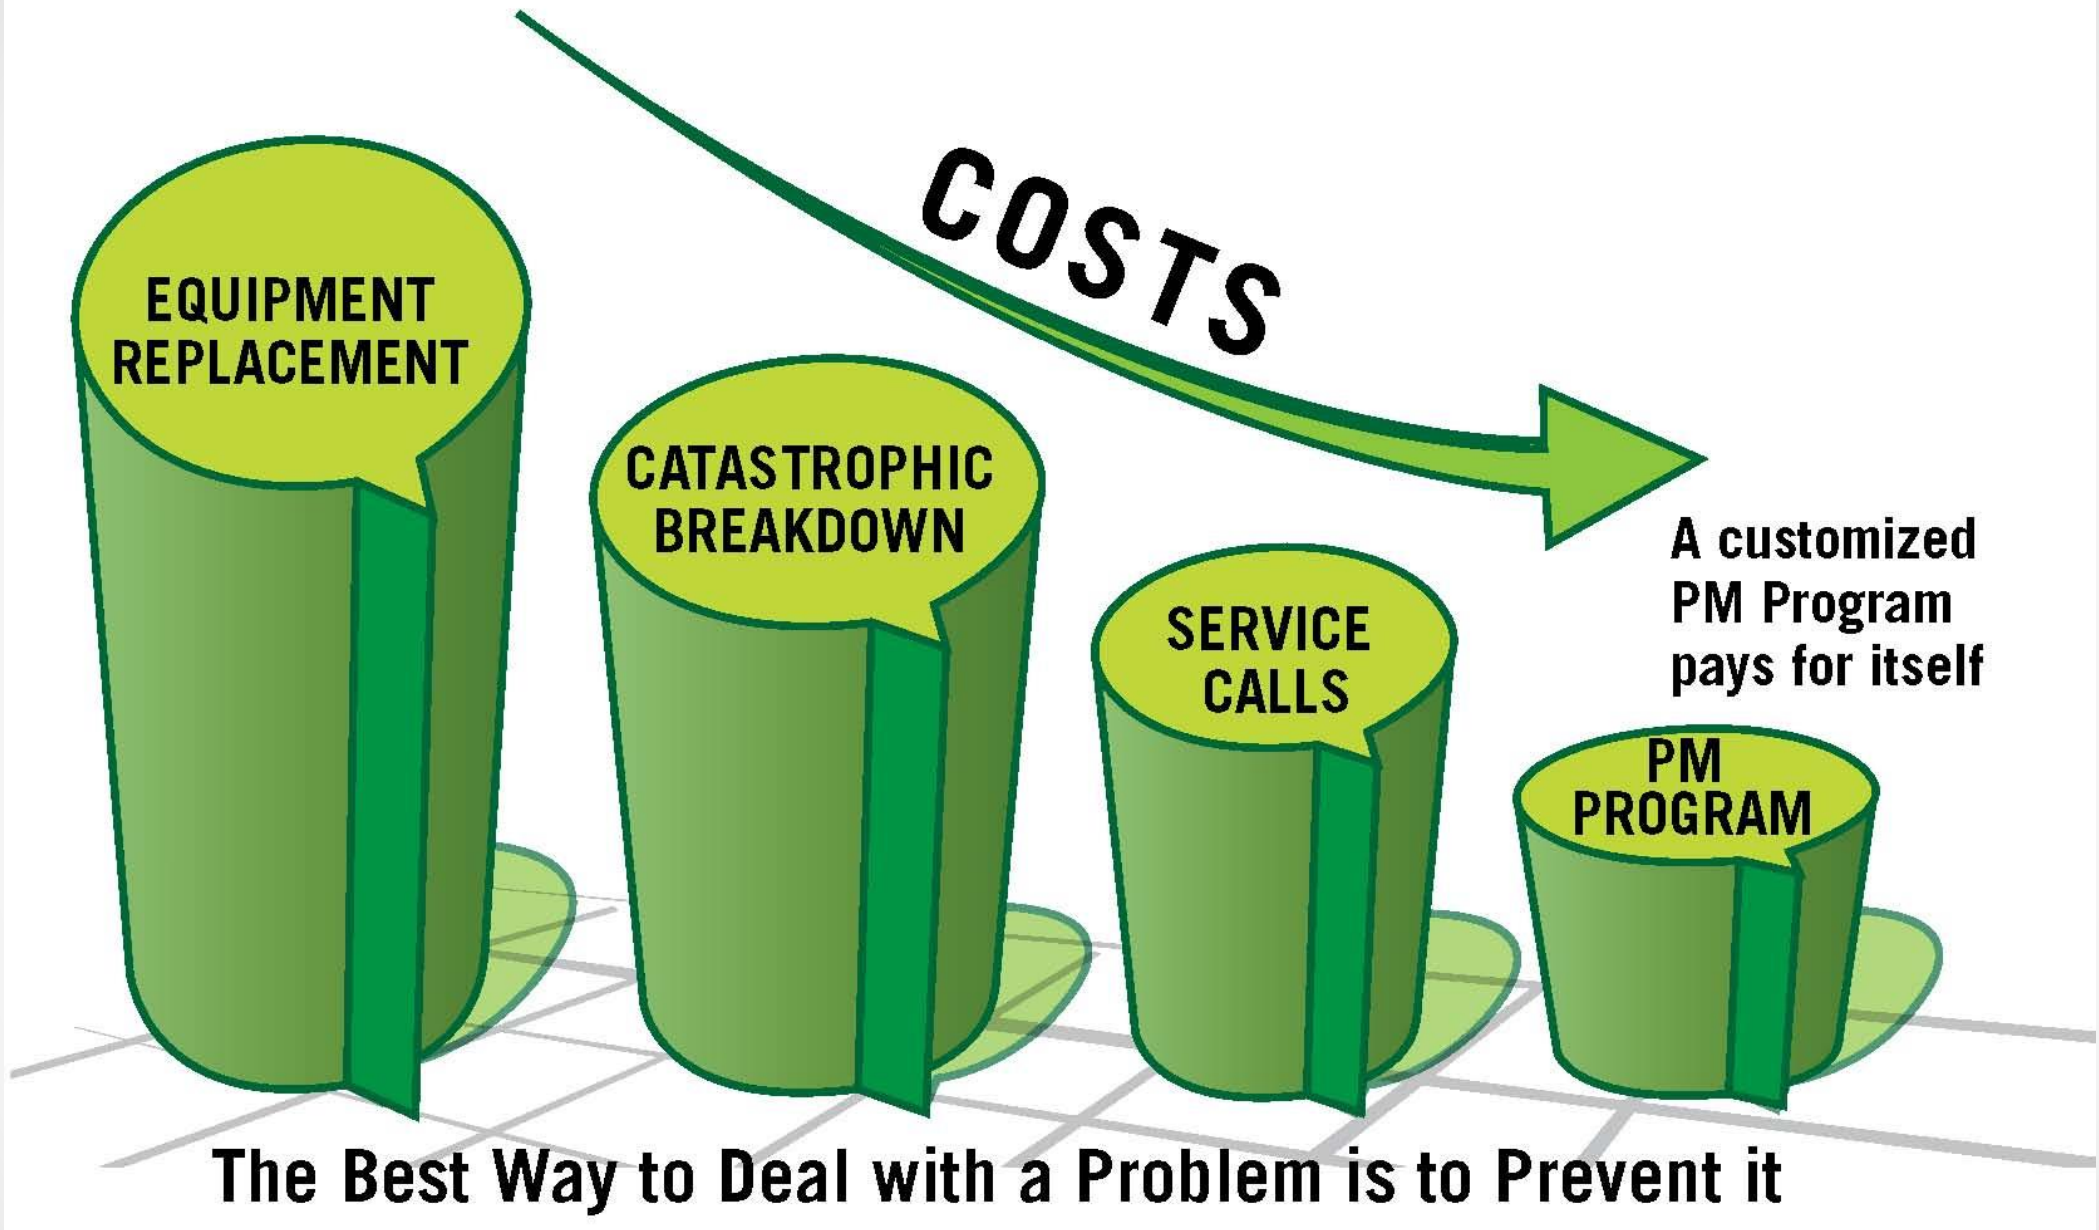 COSTS
EQUIPMENT
REPLACEMENT
CATASTROPHIC
BREAKDOWN
SERVICE
CALLS
A customized
PM Program
pays for itself
PM
PROGRAM
The Best Way to Deal with a Problem is to Prevent it